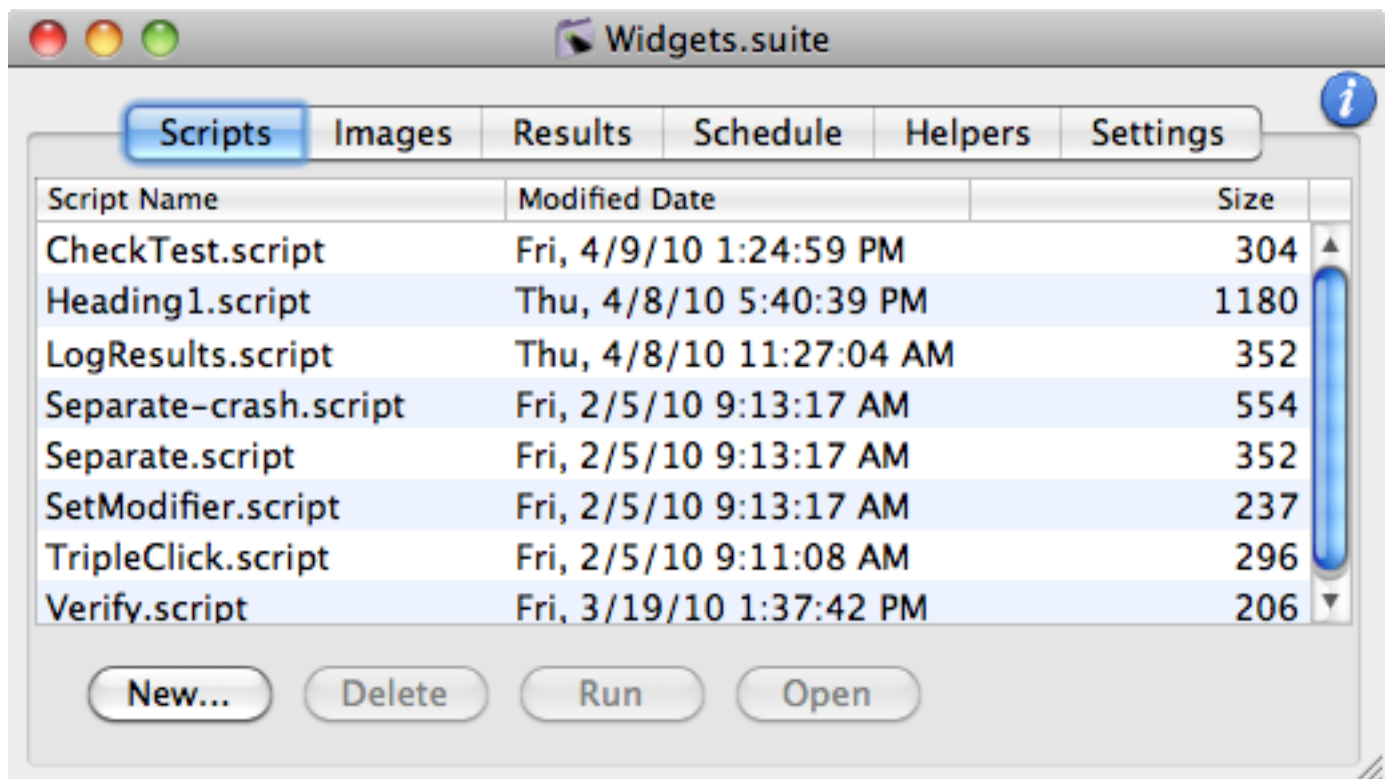 Widgets.suite
Scripts Images Results Schedule Helpers Settings
Script Name Modified Date Size
CheckTest.script Fri, 4/9/10 1:24:59 PM 304
Heading1.script Thu, 4/8/10 5:40:39 PM 1180
LogResults.script Thu, 4/8/10 11:27:04 AM 352
Separate-crash.script Fri, 2/5/10 9:13:17 AM 554
Separate.script Fri, 2/5/10 9:13:17 AM 352
SetModifier.script Fri, 2/5/10 9:13:17 AM 237
TripleClick.script Fri, 2/5/10 9:11:08 AM 296
Verify.script Fri, 3/19/10 1:37:42 PM 206
New... Delete Run Open